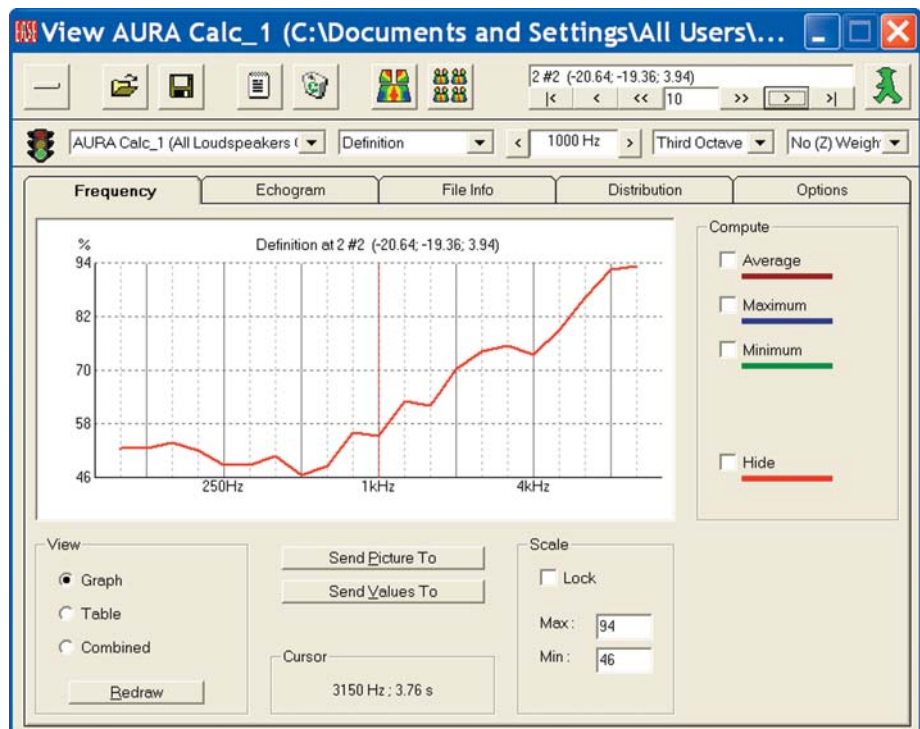 EASE View AURA Calc_1 (C:\Documents and Settings\All Users\...
2 #2 (-20.64; -19.36; 3.94)
|< < << 10 >> > >|
AURA Calc_1 (All Loudspeakers ( Definition < 1000 Hz > Third Octave No (Z) Weigh
Frequency Echogram File Info Distribution Options
% Definition at 2 #2 (-20.64; -19.36; 3.94)
94
82
70
58
46
250Hz 1kHz 4kHz
Compute
Average
Maximum
Minimum
Hide
View
Graph
Table
Combined
Redraw
Send Picture To
Send Values To
Cursor
3150 Hz ; 3.76 s
Scale
Lock
Max : 94
Min : 46